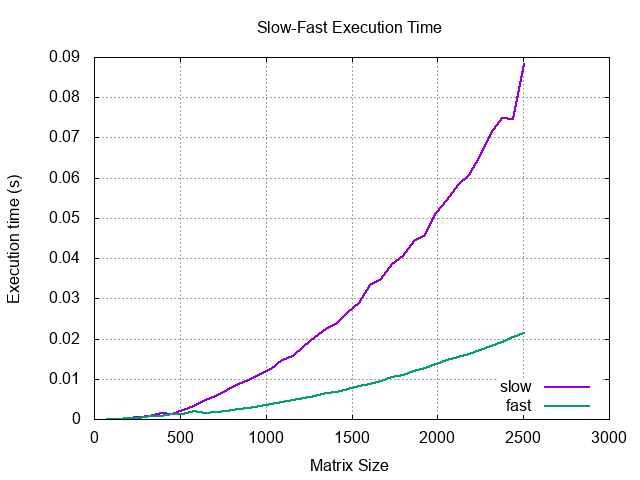 Slow-Fast Execution Time
0.09
0.08
0.07
0.06
0.05
0.04
0.03
0.02
0.01
0
Execution time (s)
slow
fast
0 500 1000 1500 2000 2500 3000
Matrix Size